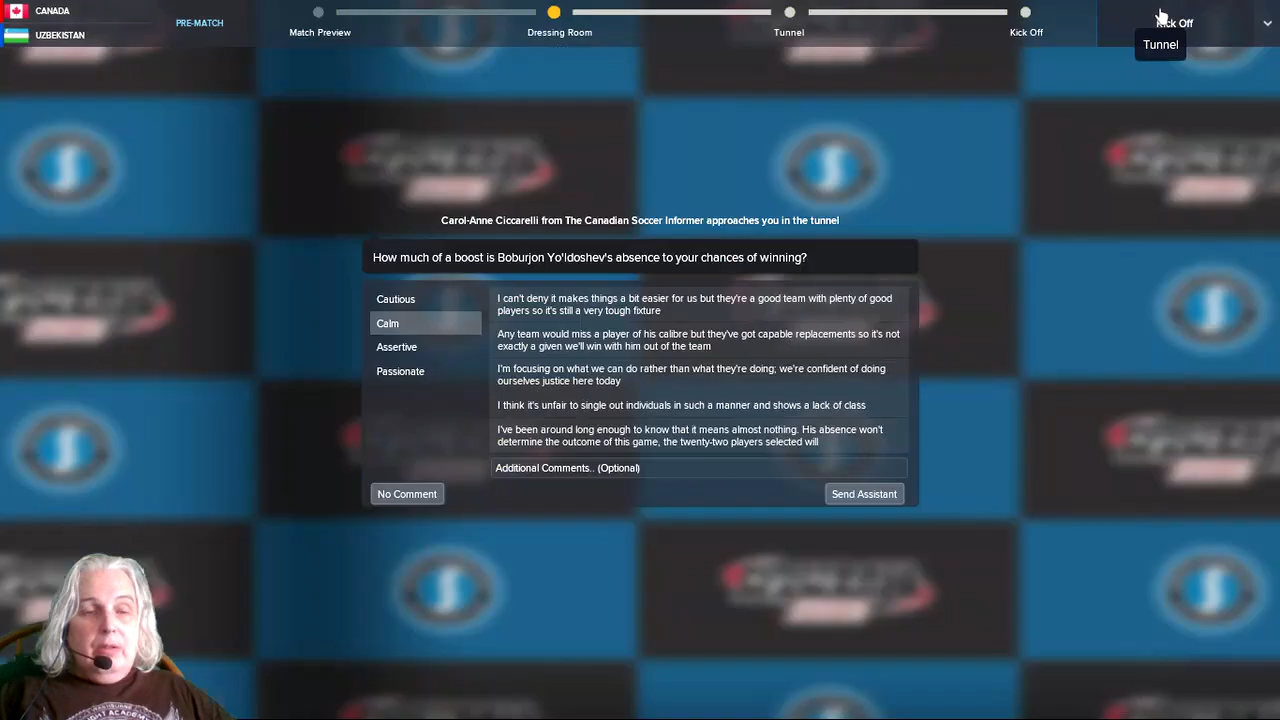 CANADA
UZBEKISTAN
PRE-MATCH
Match Preview
Dressing Room
Tunnel
Kick Off
Kick Off
Tunnel
Carol-Anne Ciccarelli from The Canadian Soccer Informer approaches you in the tunnel
How much of a boost is Boburjon Yo'ldoshev's absence to your chances of winning?
Cautious
Calm
Assertive
Passionate
I can't deny it makes things a bit easier for us but they're a good team with plenty of good
players so it's still a very tough fixture
Any team would miss a player of his calibre but they've got capable replacements so it's not
exactly a given we'll win with him out of the team
I'm focusing on what we can do rather than what they're doing; we're confident of doing
ourselves justice here today
I think it's unfair to single out individuals in such a manner and shows a lack of class
I've been around long enough to know that it means almost nothing. His absence won't
determine the outcome of this game, the twenty-two players selected will
Additional Comments.. (Optional)
No Comment
Send Assistant